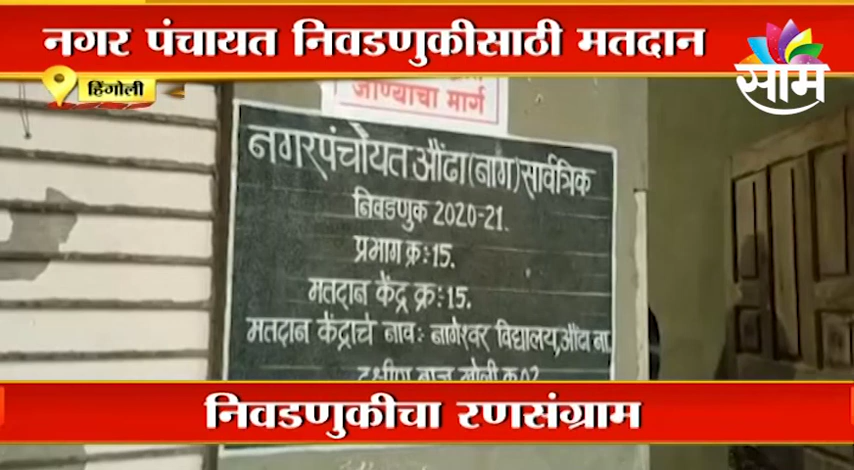 नगर पंचायत निवडणुकीसाठी मतदान
साम
हिंगोली
जाण्याचा मार्ग
नगरपंचायत औंढा (नाग) सार्वत्रिक
निवडणुक 2020-21.
प्रभाग क्र:-15.
मतदान केंद्र क्र:-15.
मतदान केंद्राचे नाव:- नागेश्वर विद्यालय, औंढा ना.
निवडणुकीचा रणसंग्राम